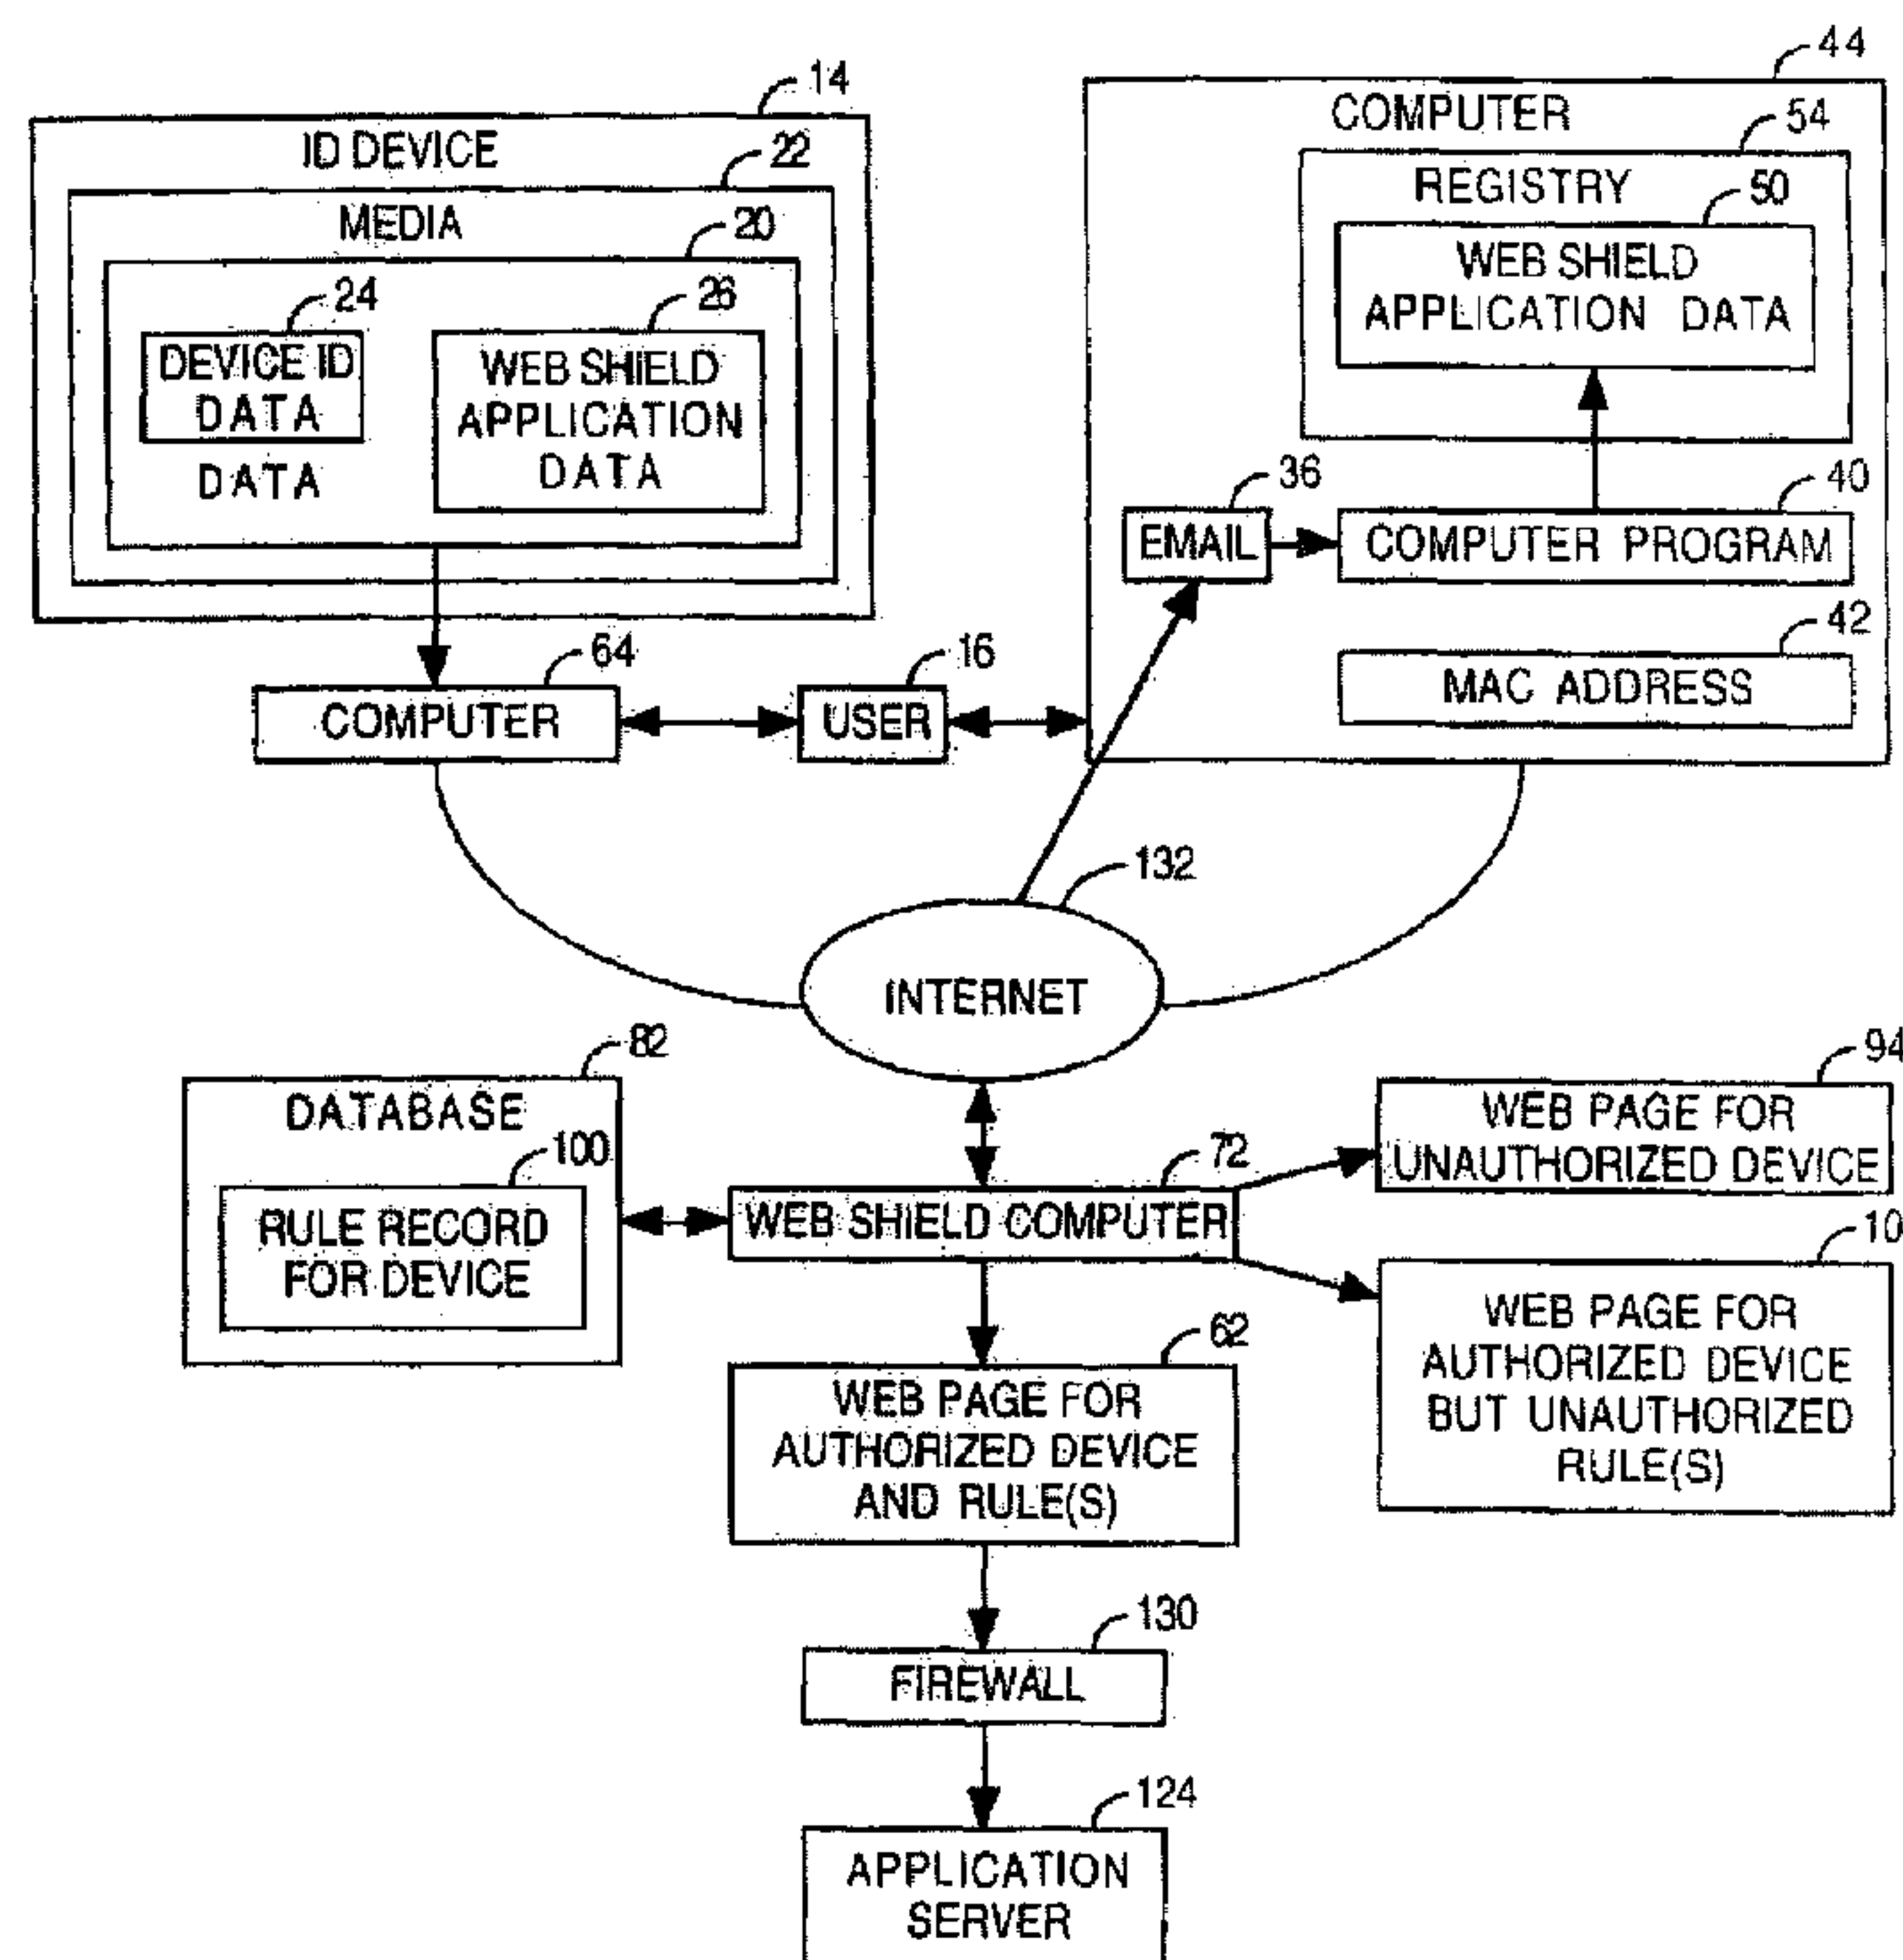 14
ID DEVICE
22
MEDIA
20
24
DEVICE ID
DATA
DATA
26
WEB SHIELD
APPLICATION
DATA
44
COMPUTER
54
REGISTRY
50
WEB SHIELD
APPLICATION DATA
36
EMAIL
40
COMPUTER PROGRAM
42
MAC ADDRESS
64
COMPUTER
16
USER
132
INTERNET
82
DATABASE
100
RULE RECORD
FOR DEVICE
72
WEB SHIELD COMPUTER
94
WEB PAGE FOR
UNAUTHORIZED DEVICE
10
WEB PAGE FOR
AUTHORIZED DEVICE
BUT UNAUTHORIZED
RULE(S)
62
WEB PAGE FOR
AUTHORIZED DEVICE
AND RULE(S)
130
FIREWALL
124
APPLICATION
SERVER